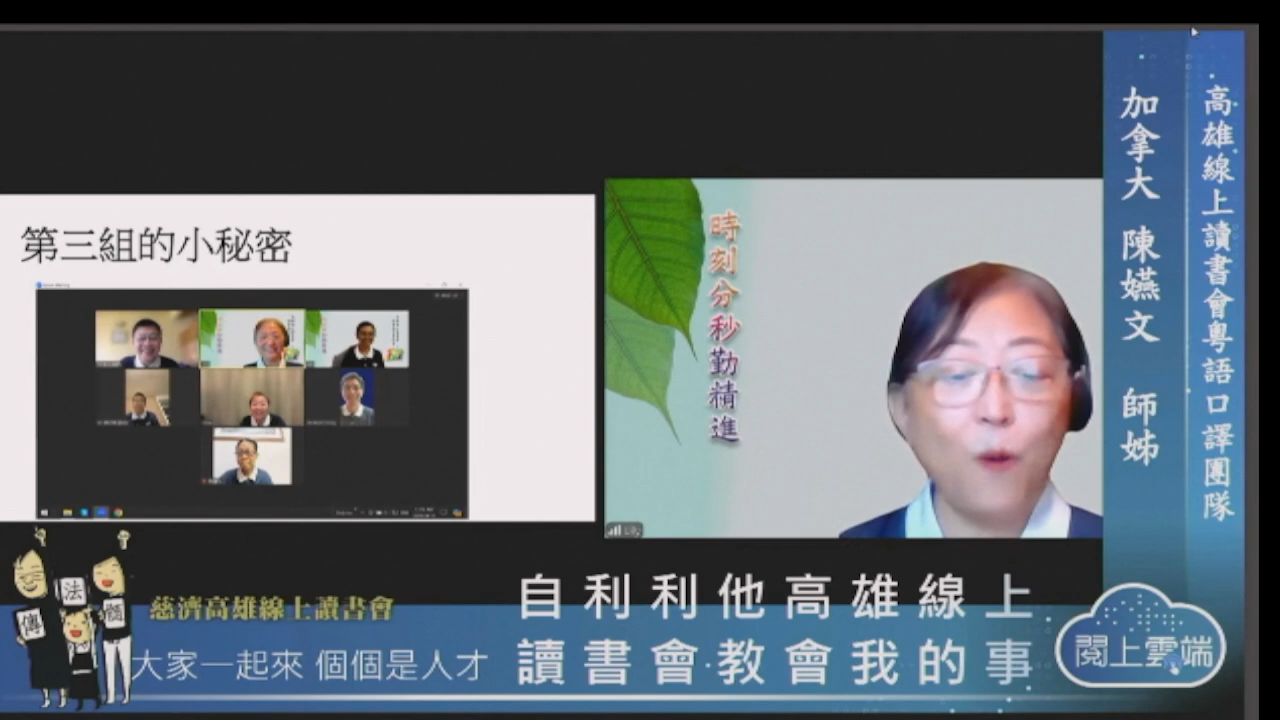 第三組的小秘密
時刻分秒勤精進
Lily
加拿大 陳嬿文 師姊
高雄線上讀書會粵語口譯團隊
傳
法
髓
慈濟高雄線上讀書會
大家一起來 個個是人才
自利利他高雄線上
讀書會教會我的事
閱上雲端